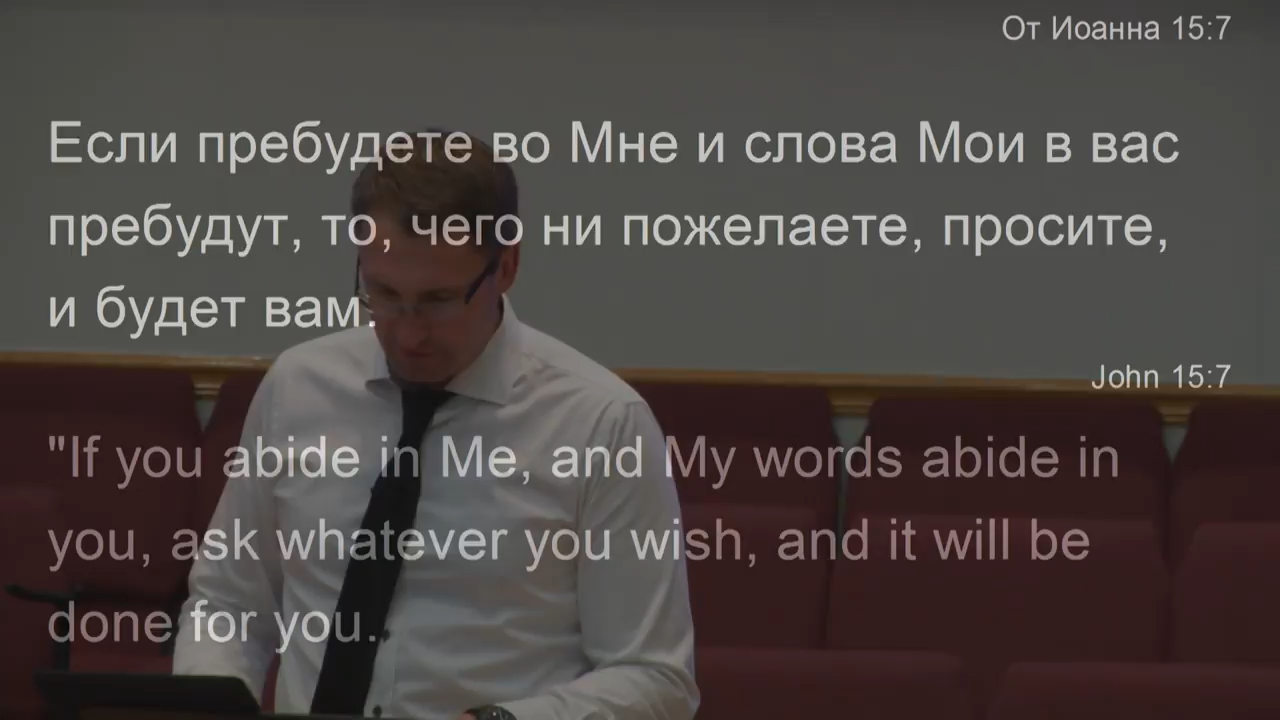 От Иоанна 15:7
Если пребудете во Мне и слова Мои в вас
пребудут, то, чего ни пожелаете, просите,
и будет вам.
John 15:7
"If you abide in Me, and My words abide in
you, ask whatever you wish, and it will be
done for you.